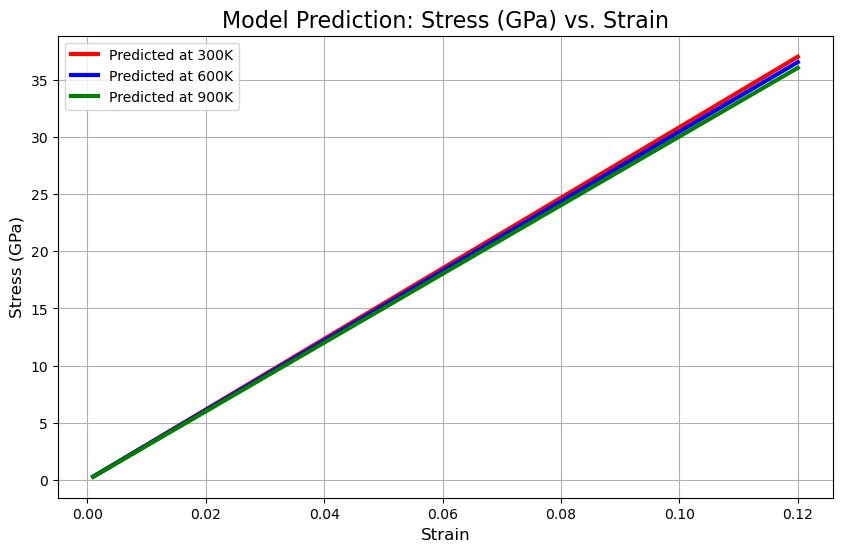 Model Prediction: Stress (GPa) vs. Strain
Predicted at 300K
Predicted at 600K
Predicted at 900K
Stress (GPa)
35
30
25
20
15
10
5
0
0.00 0.02 0.04 0.06 0.08 0.10 0.12
Strain